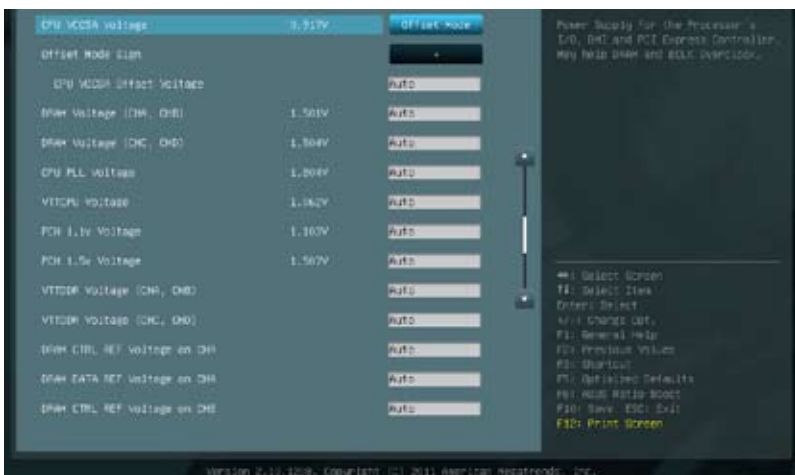 CPU VCCSA Voltage 0.917V Offset Mode
Offset Mode Sign +
CPU VCCSA Offset Voltage Auto
DRAM Voltage (CHA, CHB) 1.501V Auto
DRAM Voltage (CHC, CHD) 1.504V Auto
CPU PLL Voltage 1.804V Auto
VTTCPU Voltage 1.062V Auto
PCH 1.1v Voltage 1.107V Auto
PCH 1.5v Voltage 1.507V Auto
VTTDDR Voltage (CHA, CHB) Auto
VTTDDR Voltage (CHC, CHD) Auto
DRAM CTRL REF Voltage on CHA Auto
DRAM DATA REF Voltage on CHA Auto
DRAM CTRL REF Voltage on CHB Auto
Power Supply for the Processor's
I/O, DMI and PCI Express Controller.
May help DRAM and BCLK Overclock.
: Select Screen
↑↓: Select Item
Enter: Select
+/-: Change Opt.
F1: General Help
F2: Previous Values
F3: Shortcut
F5: Optimized Defaults
ASUS Ratio Boost
F10: Save ESC: Exit
F12: Print Screen
Version 2.10.1208. Copyright (C) 2011 American Megatrends, Inc.